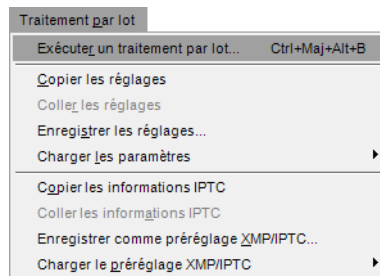 Traitement par lot
Exécuter un traitement par lot... Ctrl+Maj+Alt+B
Copier les réglages
Coller les réglages
Enregistrer les réglages...
Charger les paramètres
Copier les informations IPTC
Coller les informations IPTC
Enregistrer comme préréglage XMP/IPTC...
Charger le préréglage XMP/IPTC